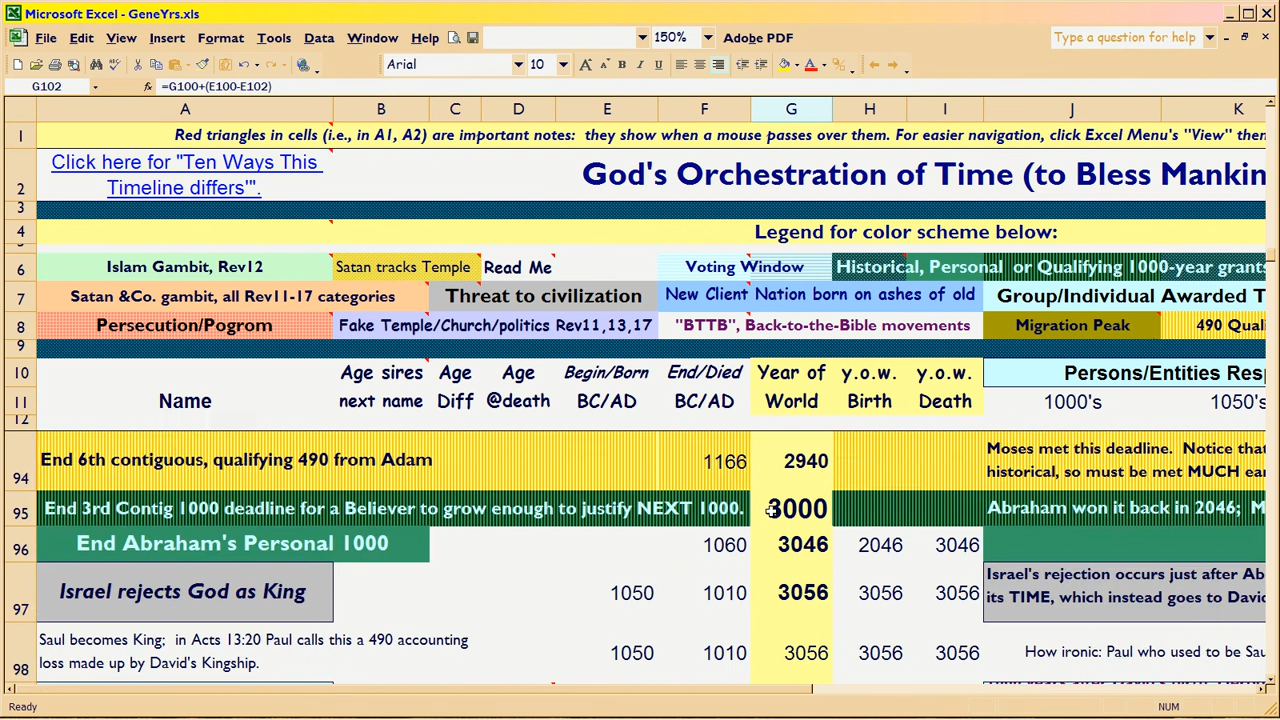 Microsoft Excel - GeneYrs.xls
File Edit View Insert Format Tools Data Window Help 150% Adobe PDF Type a question for help
Arial 10 B I U
G102 fx =G100+(E100-E102)
A B C D E F G H I J K
1 Red triangles in cells (i.e., in A1, A2) are important notes: they show when a mouse passes over them. For easier navigation, click Excel Menu's "View" then
Click here for "Ten Ways This
Timeline differs'".
2 God's Orchestration of Time (to Bless Mankin
3
4 Legend for color scheme below:
6 Islam Gambit, Rev12 Satan tracks Temple Read Me Voting Window Historical, Personal or Qualifying 1000-year grants
7 Satan &Co. gambit, all Rev11-17 categories Threat to civilization New Client Nation born on ashes of old Group/Individual Awarded T
8 Persecution/Pogrom Fake Temple/Church/politics Rev11,13,17 "BTTB", Back-to-the-Bible movements Migration Peak 490 Quali
9
10 Age sires Age Age Begin/Born End/Died Year of y.o.w. y.o.w. Persons/Entities Resp
11 Name next name Diff @death BC/AD BC/AD World Birth Death 1000's 1050's
12
94 End 6th contiguous, qualifying 490 from Adam 1166 2940 Moses met this deadline. Notice that
historical, so must be met MUCH ea
95 End 3rd Contig 1000 deadline for a Believer to grow enough to justify NEXT 1000. 3000 Abraham won it back in 2046; M
96 End Abraham's Personal 1000 1060 3046 2046 3046
97 Israel rejects God as King 1050 1010 3056 3056 3056 Israel's rejection occurs just after Ab
its TIME, which instead goes to David
98 Saul becomes King; in Acts 13:20 Paul calls this a 490 accounting
loss made up by David's Kingship. 1050 1010 3056 3056 3056 How ironic: Paul who used to be Sau
Ready NUM